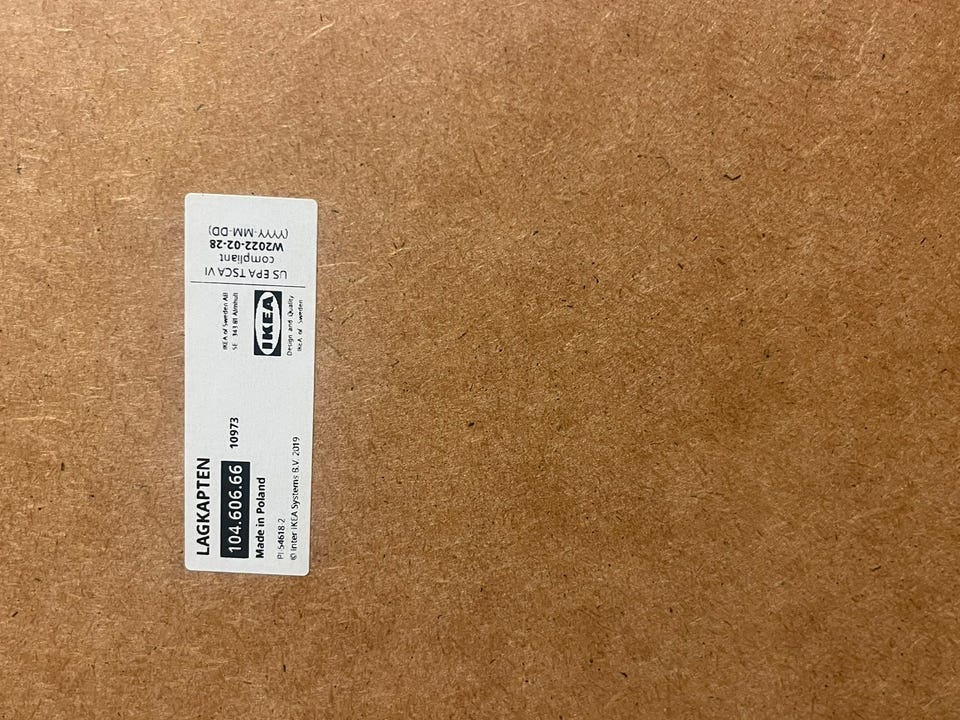 LAGKAPTEN
104.606.66 10973
Made in Poland
PI-54618-2
© Inter IKEA Systems B.V. 2019
IKEA of Sweden AB
SE - 343 81 Älmhult
IKEA
Design and Quality
IKEA of Sweden
US EPA TSCA VI
compliant
W2022-02-28
(YYYY-MM-DD)